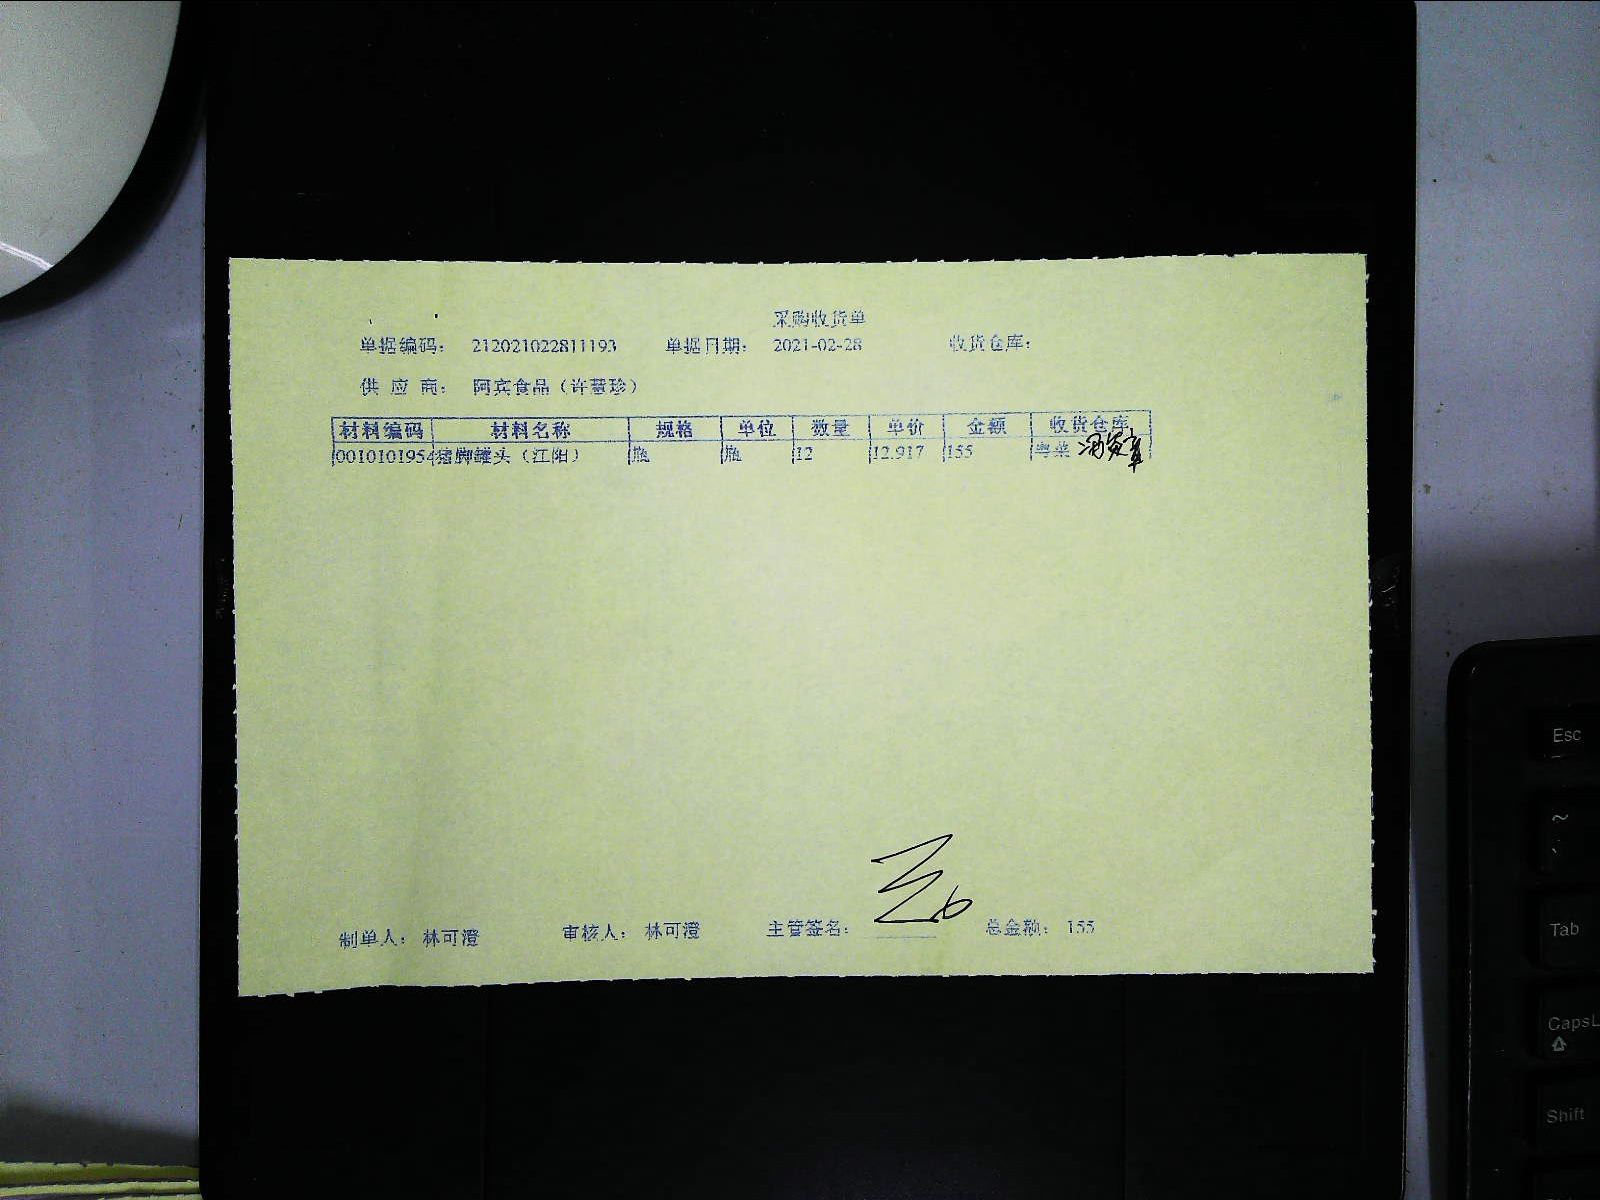 采购收货单
单据编码： 212021022811193 单据日期： 2021-02-28 收货仓库：
供 应 商： 阿宾食品（许慧珍）
材料编码 材料名称 规格 单位 数量 单价 金额 收货仓库
0010101954 猪脚罐头（江阳） 瓶 瓶 12 12.917 155 粤菜
制单人： 林可澄 审核人： 林可澄 主管签名： 总金额： 155
Esc
~
`
Tab
CapsL
Shift